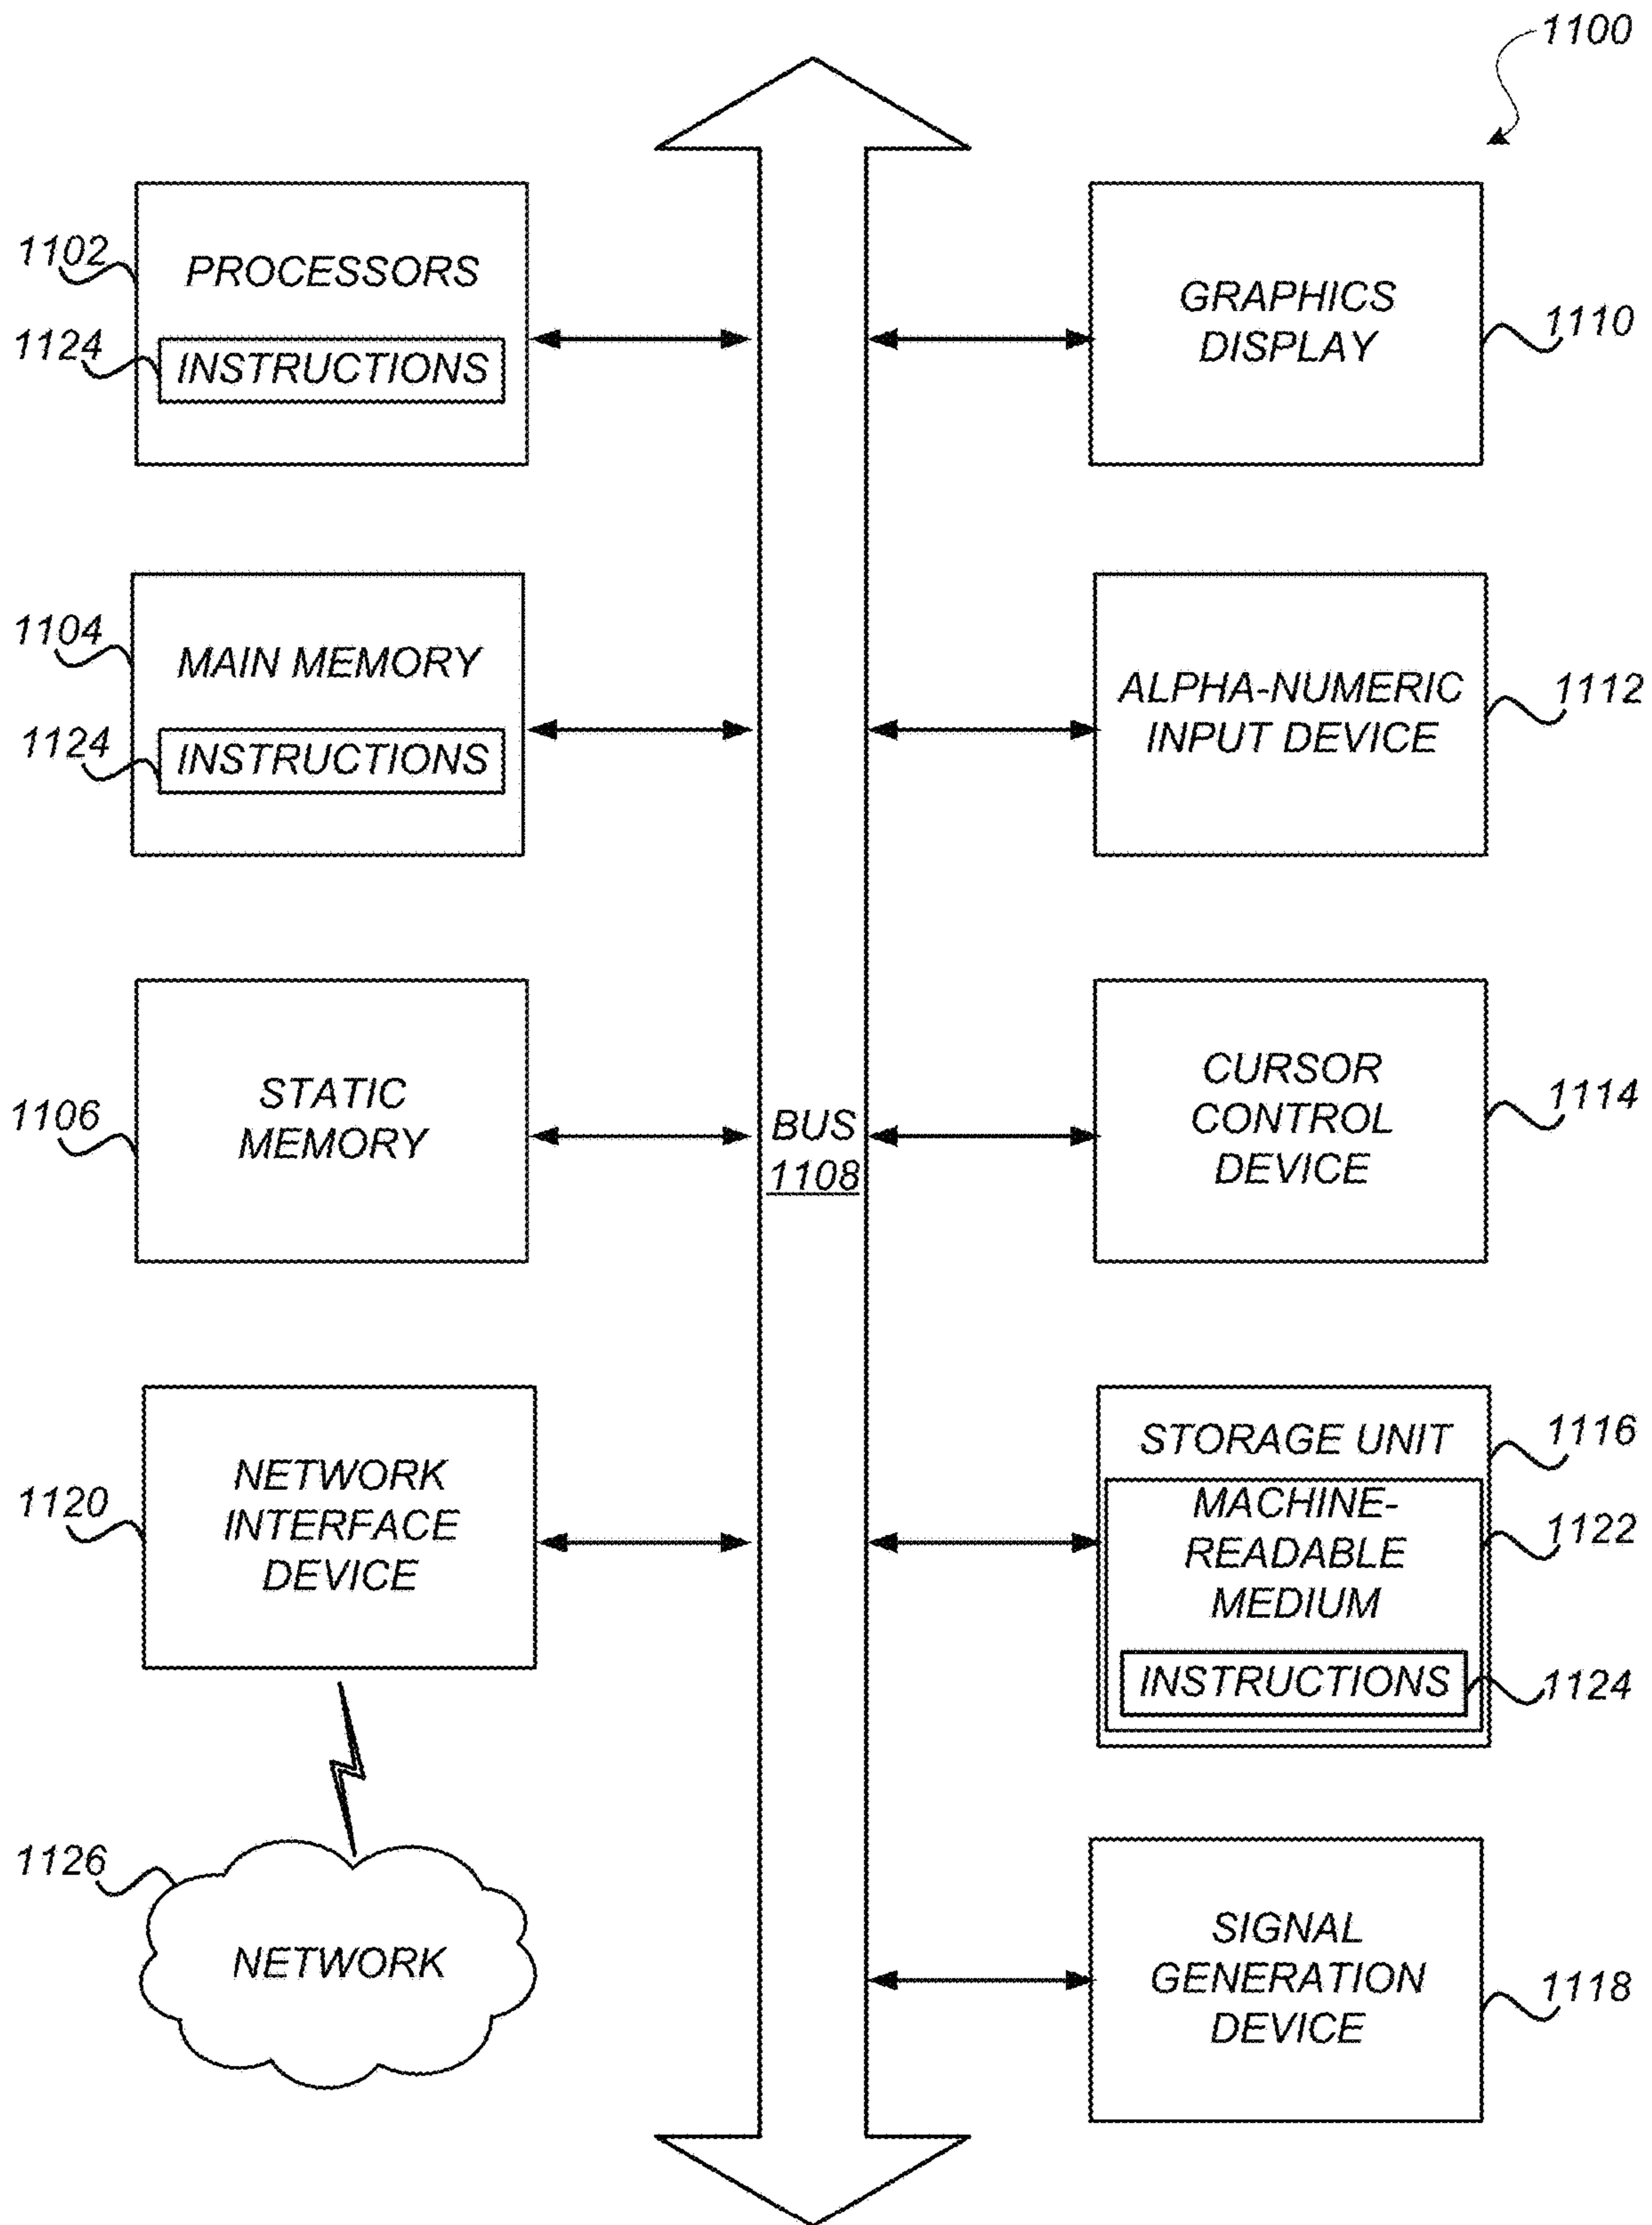 1100
1102
PROCESSORS
1124
INSTRUCTIONS
GRAPHICS
DISPLAY
1110
1104
MAIN MEMORY
1124
INSTRUCTIONS
ALPHA-NUMERIC
INPUT DEVICE
1112
1106
STATIC
MEMORY
BUS
1108
CURSOR
CONTROL
DEVICE
1114
1120
NETWORK
INTERFACE
DEVICE
STORAGE UNIT
1116
MACHINE-
READABLE
MEDIUM
1122
INSTRUCTIONS
1124
1126
NETWORK
SIGNAL
GENERATION
DEVICE
1118